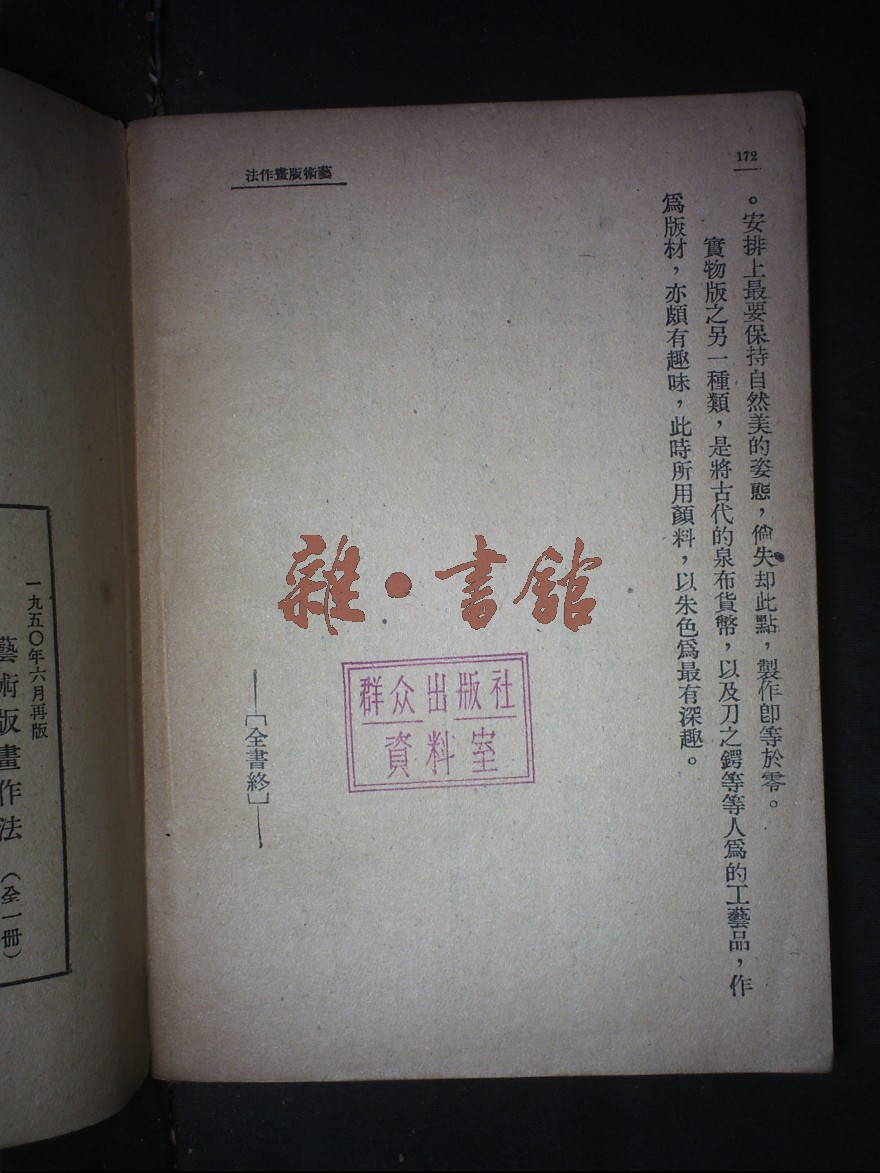 172
法作畫版術藝
。安排上最要保持自然美的姿態，倘失却此點，製作卽等於零。
實物版之另一種類，是將古代的泉布貨幣，以及刀之鍔等等人爲的工藝品，作
爲版材，亦頗有趣味，此時所用顏料，以朱色爲最有深趣。
——［全書終］——
雜·書館
群众出版社
資料室
一九五〇年六月再版
藝術版畫作法（全一冊）